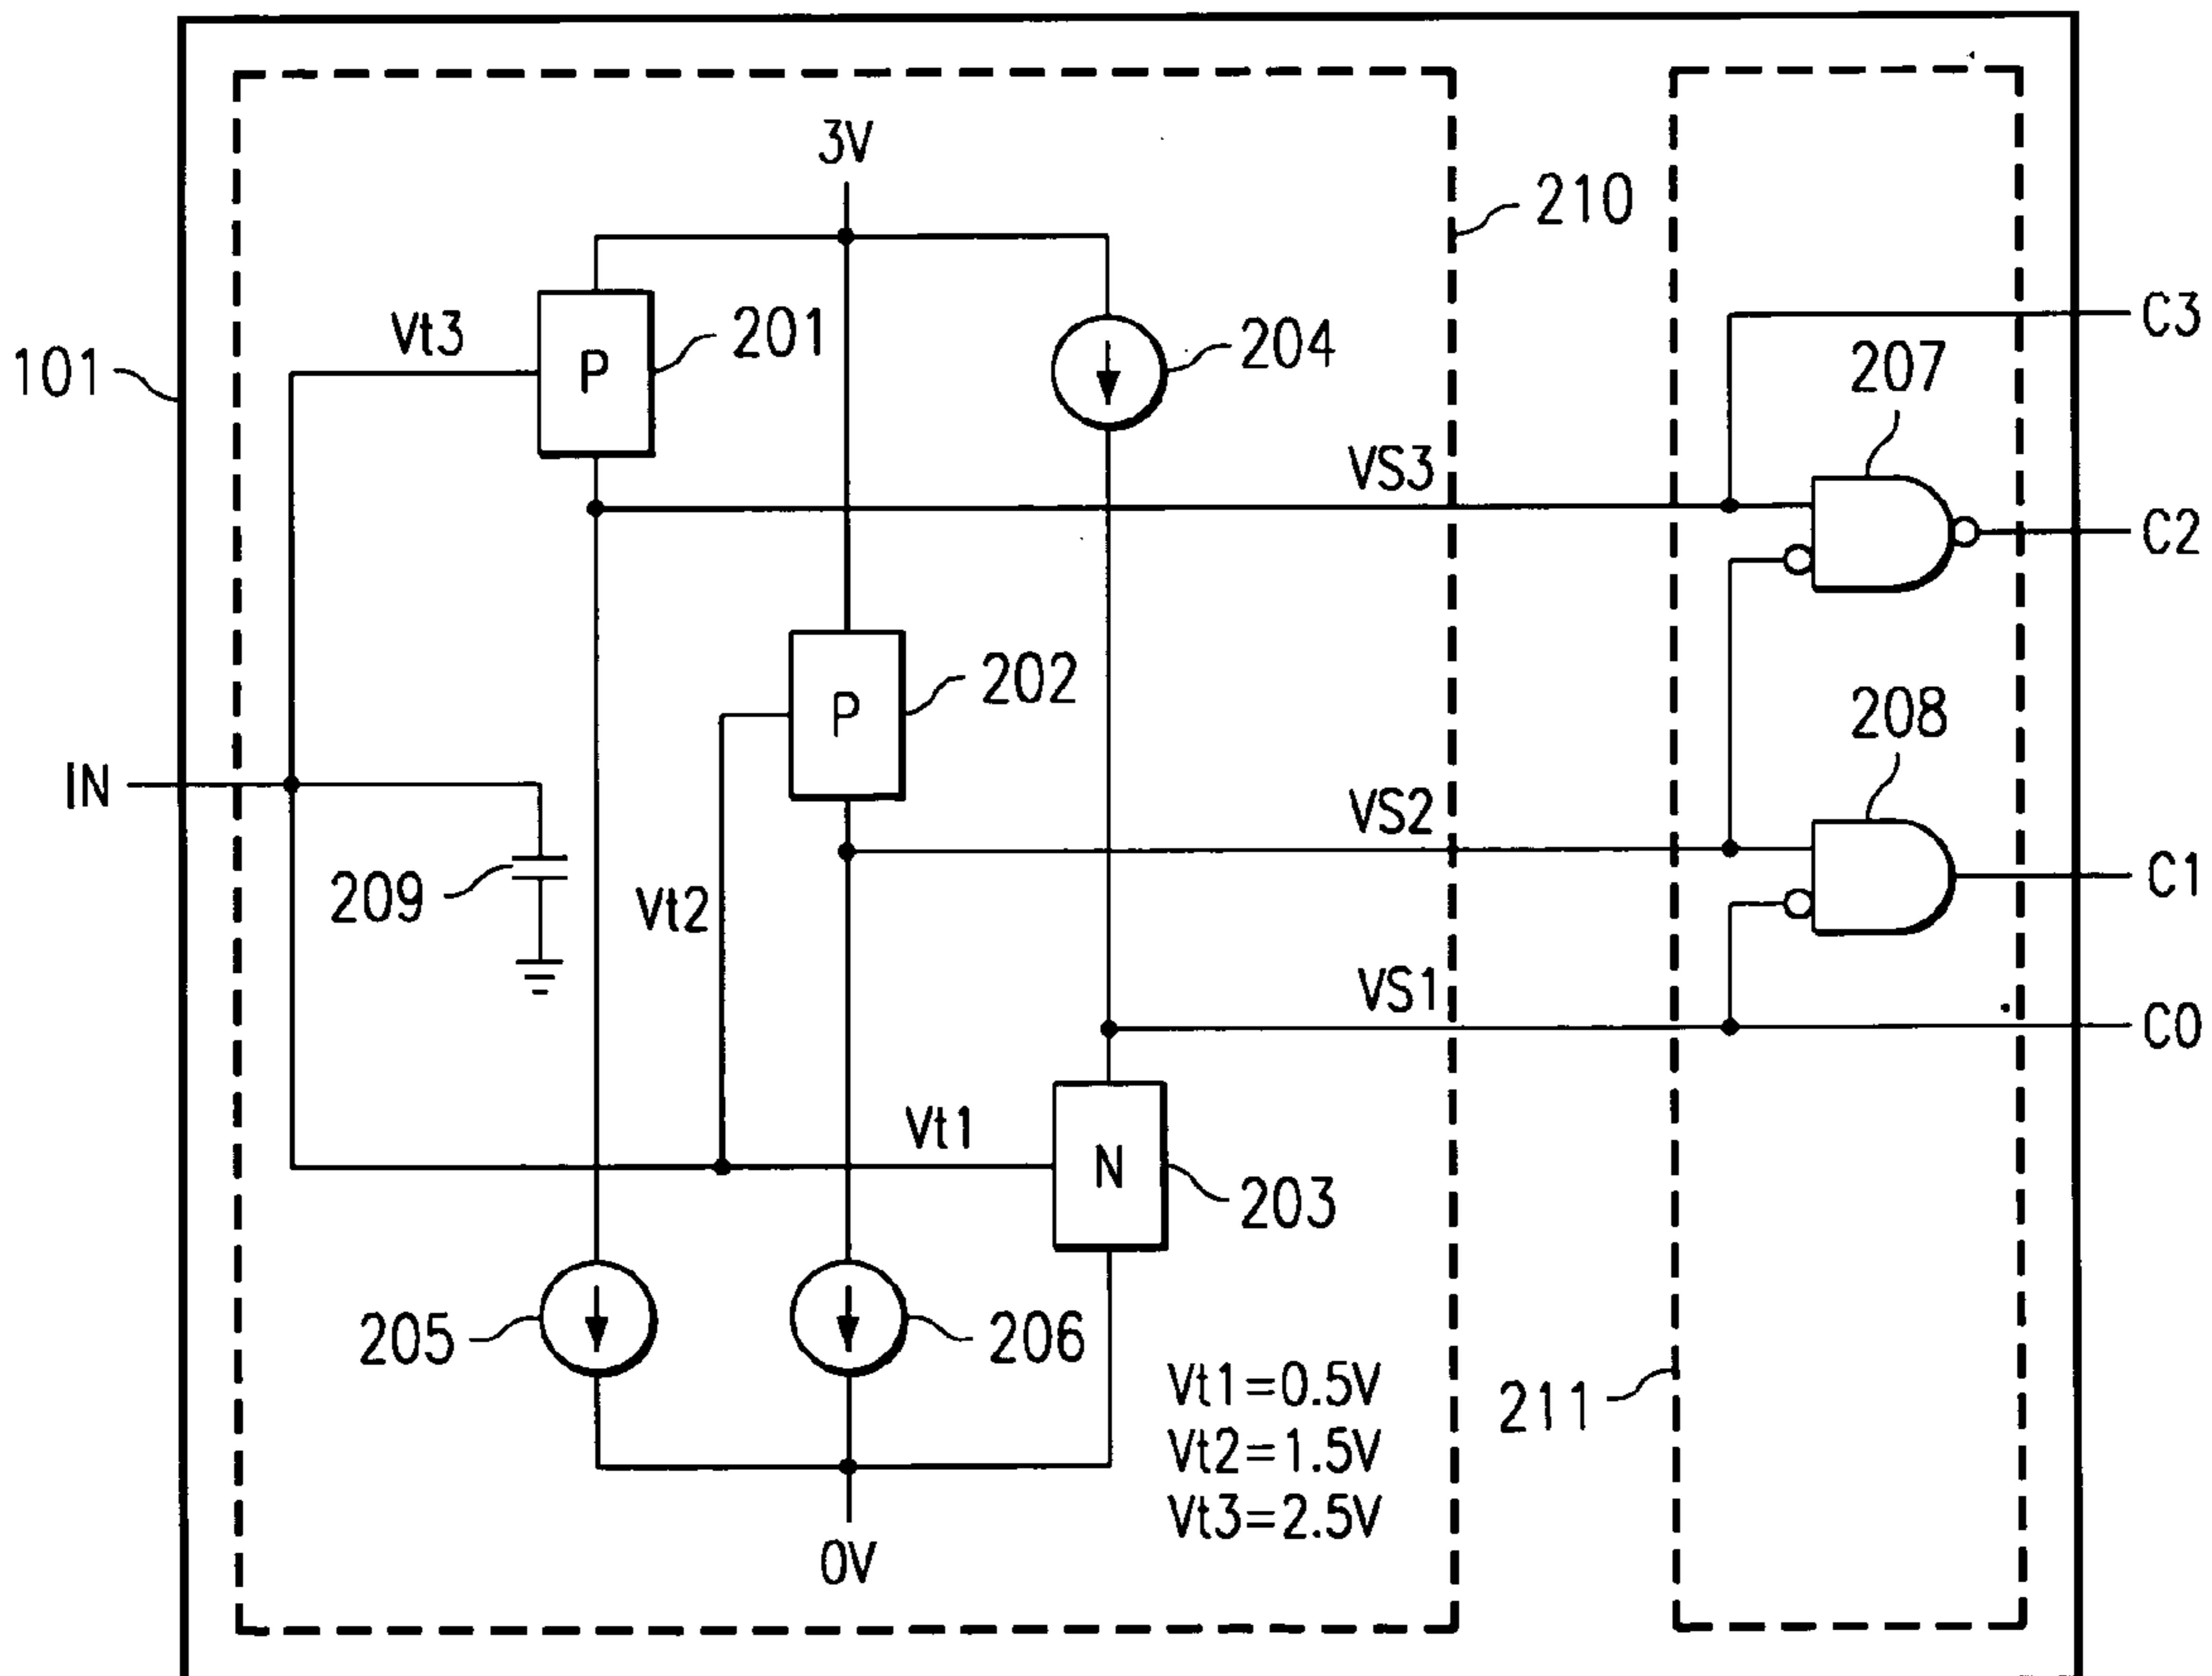 3V
210
Vt3
201
P
204
C3
101
207
VS3
C2
202
P
208
IN
VS2
209
Vt2
C1
VS1
C0
Vt1
N
203
205
206
Vt1=0.5V
211
Vt2=1.5V
Vt3=2.5V
0V